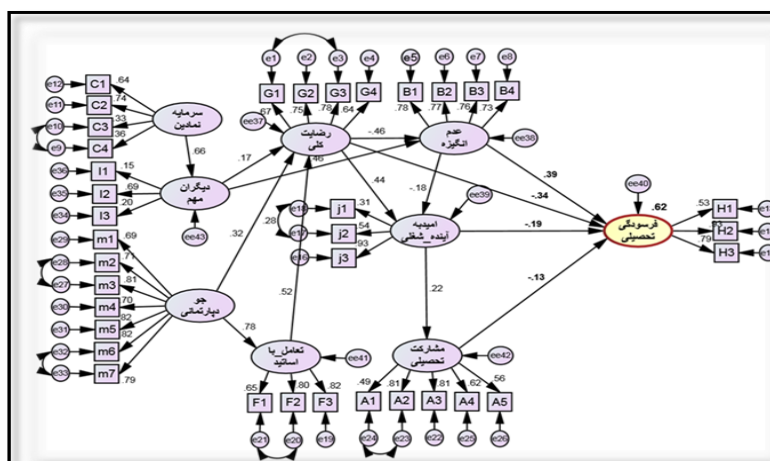 e1 e2 e3 e4 e5 e6 e7 e8
G1 G2 G3 G4 B1 B2 B3 B4
.67 .75 .78 .64 .78 .77 .76 .73
e12 C1 .64
e11 C2 .74
e10 C3 .33
e9 C4 .36
سرمایه
نمادین
.66
ee37
رضایت
کلی
-.46
عدم
انگیزه
ee38
e36 I1 .15
e35 I2 .69
e34 I3 .20
دیگران
مهم
ee43
.17
.46
.44
-.18
.39
-.34
ee39
ee40
.62
e18 j1 .31
e17 j2 .54
e16 j3 .93
.28
امیدبه
آینده_شغلی
-.19
فرسودگی
تحصیلی
.53 H1
H2
.79 H3
e29 m1 .69
e28 m2 .71
e27 m3 .81
e30 m4 .70
e31 m5 .82
e32 m6 .82
e33 m7 .79
جو
دپارتمانی
.32
.52
.22
-.13
.78
تعامل_با
اساتید
ee41
مشارکت
تحصیلی
ee42
.65 .80 .82 .49 .81 .81 .62 .56
F1 F2 F3 A1 A2 A3 A4 A5
e21 e20 e19 e24 e23 e22 e25 e26